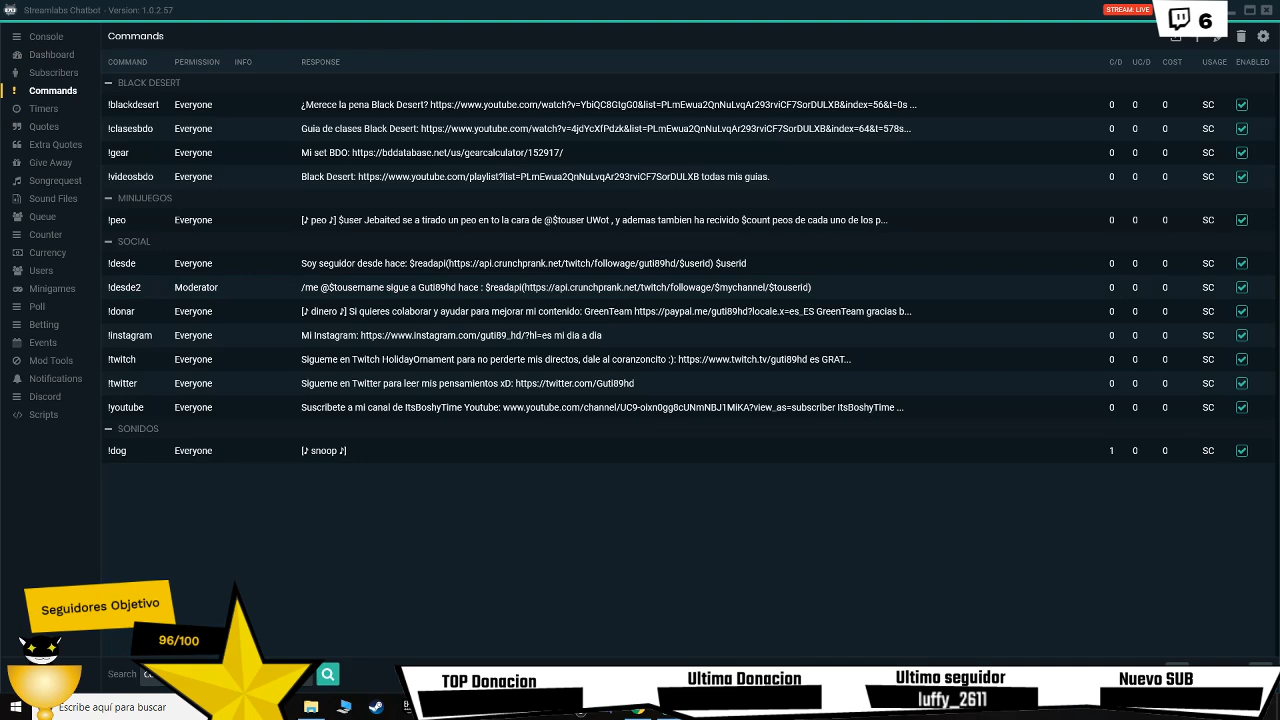 Streamlabs Chatbot - Version: 1.0.2.57
STREAM: LIVE
6
Console
Dashboard
Subscribers
Commands
Timers
Quotes
Extra Quotes
Give Away
Songrequest
Sound Files
Queue
Counter
Currency
Users
Minigames
Poll
Betting
Events
Mod Tools
Notifications
Discord
Scripts
Commands
COMMAND PERMISSION INFO RESPONSE C/D UC/D COST USAGE ENABLED
BLACK DESERT
!blackdesert Everyone ¿Merece la pena Black Desert? https://www.youtube.com/watch?v=YbiQC8GtgG0&list=PLmEwua2QnNuLvqAr293rviCF7SorDULXB&index=56&t=0s ... 0 0 0 SC
!clasesbdo Everyone Guia de clases Black Desert: https://www.youtube.com/watch?v=4jdYcXfPdzk&list=PLmEwua2QnNuLvqAr293rviCF7SorDULXB&index=64&t=578s... 0 0 0 SC
!gear Everyone Mi set BDO: https://bddatabase.net/us/gearcalculator/152917/ 0 0 0 SC
!videosbdo Everyone Black Desert: https://www.youtube.com/playlist?list=PLmEwua2QnNuLvqAr293rviCF7SorDULXB todas mis guias. 0 0 0 SC
MINIJUEGOS
!peo Everyone [♪ peo ♪] $user Jebaited se a tirado un peo en to la cara de @$touser UWot , y ademas tambien ha recivido $count peos de cada uno de los p... 0 0 0 SC
SOCIAL
!desde Everyone Soy seguidor desde hace: $readapi(https://api.crunchprank.net/twitch/followage/guti89hd/$userid) $userid 0 0 0 SC
!desde2 Moderator /me @$tousername sigue a Guti89hd hace : $readapi(https://api.crunchprank.net/twitch/followage/$mychannel/$touserid) 0 0 0 SC
!donar Everyone [♪ dinero ♪] Si quieres colaborar y ayudar para mejorar mi contenido: GreenTeam https://paypal.me/guti89hd?locale.x=es_ES GreenTeam gracias b... 0 0 0 SC
!instagram Everyone Mi Instagram: https://www.instagram.com/guti89_hd/?hl=es mi dia a dia 0 0 0 SC
!twitch Everyone Sigueme en Twitch HolidayOrnament para no perderte mis directos, dale al coranzoncito :): https://www.twitch.tv/guti89hd es GRAT... 0 0 0 SC
!twitter Everyone Sigueme en Twitter para leer mis pensamientos xD: https://twitter.com/Guti89hd 0 0 0 SC
!youtube Everyone Suscribete a mi canal de ItsBoshyTime Youtube: www.youtube.com/channel/UC9-oixn0gg8cUNmNBJ1MiKA?view_as=subscriber ItsBoshyTime ... 0 0 0 SC
SONIDOS
!dog Everyone [♪ snoop ♪] 1 0 0 SC
Seguidores Objetivo
96/100
Search
TOP Donacion
Ultima Donacion
Ultimo seguidor
luffy_2611
Nuevo SUB
Escribe aquí para buscar